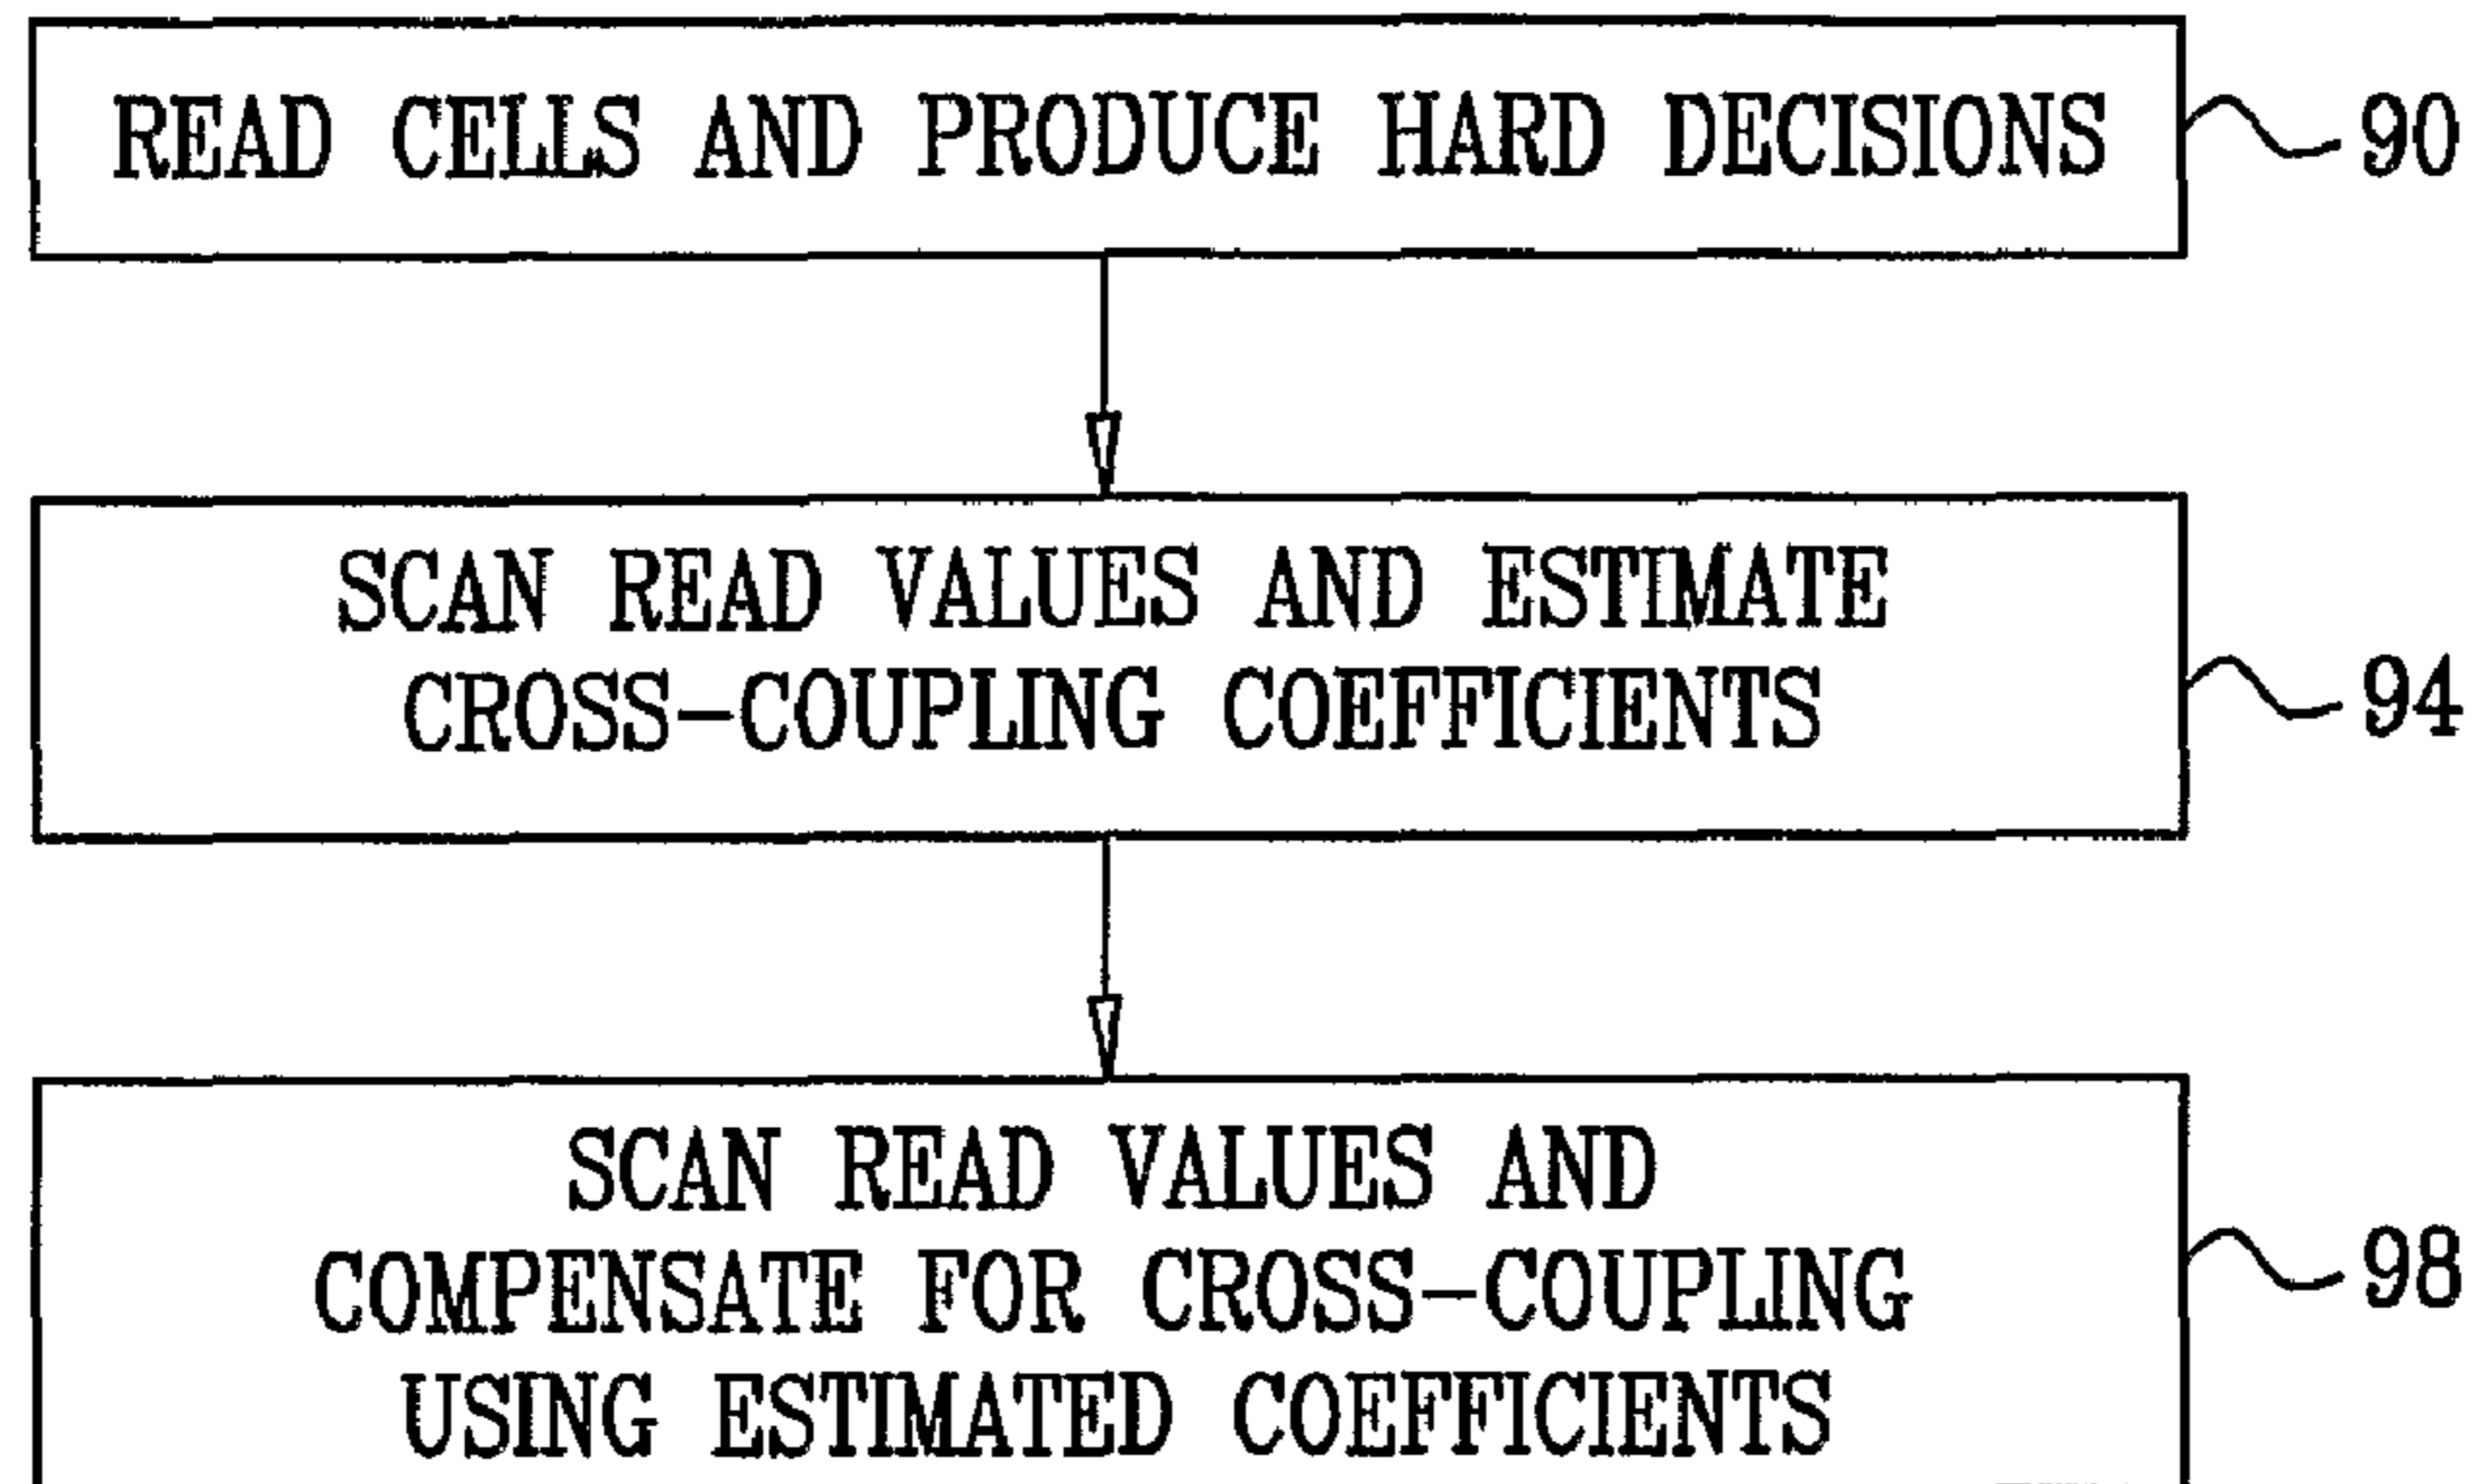 READ CELLS AND PRODUCE HARD DECISIONS
90
SCAN READ VALUES AND ESTIMATE
CROSS-COUPLING COEFFICIENTS
94
SCAN READ VALUES AND
COMPENSATE FOR CROSS-COUPLING
USING ESTIMATED COEFFICIENTS
98